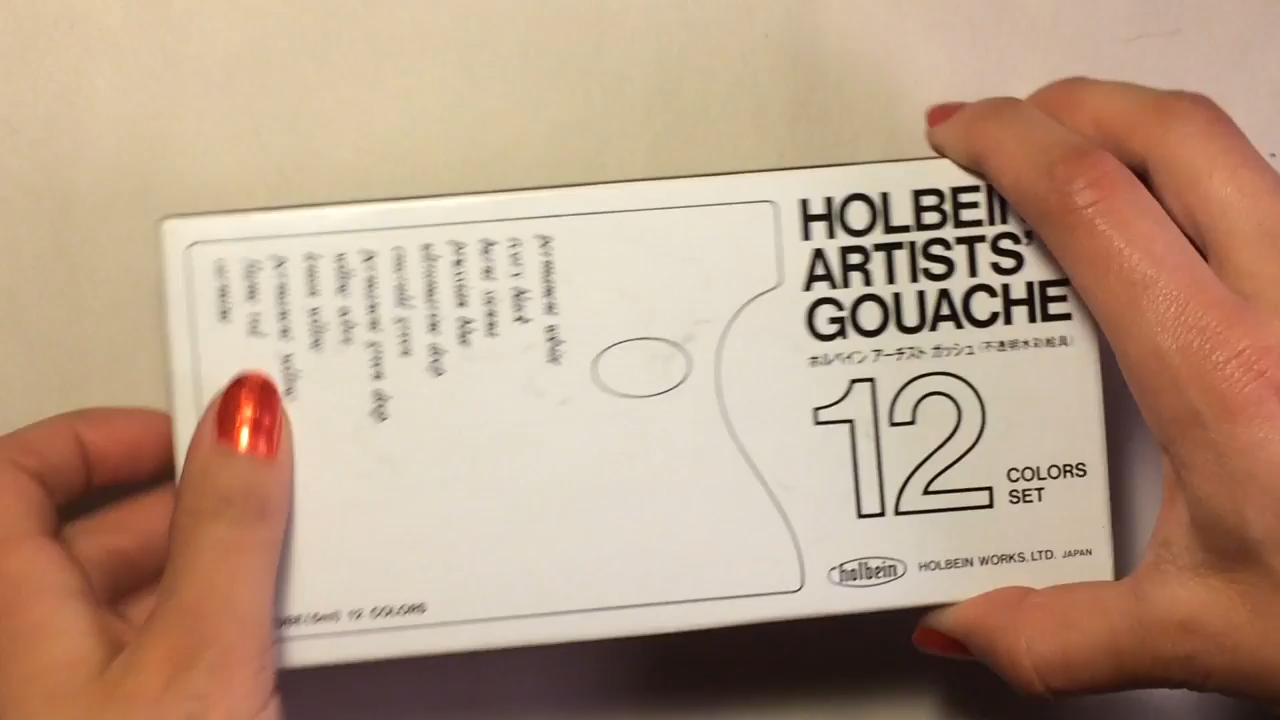 HOLBEIN
ARTISTS'
GOUACHE
ホルベイン アーチスト ガッシュ(不透明水彩絵具)
12
COLORS
SET
holbein
HOLBEIN WORKS, LTD. JAPAN
permanent white
ivory black
burnt sienna
prussian blue
ultramarine deep
emerald green
permanent green deep
yellow ochre
lemon yellow
permanent yellow
flame red
carmine
(5ml) 12 COLORS